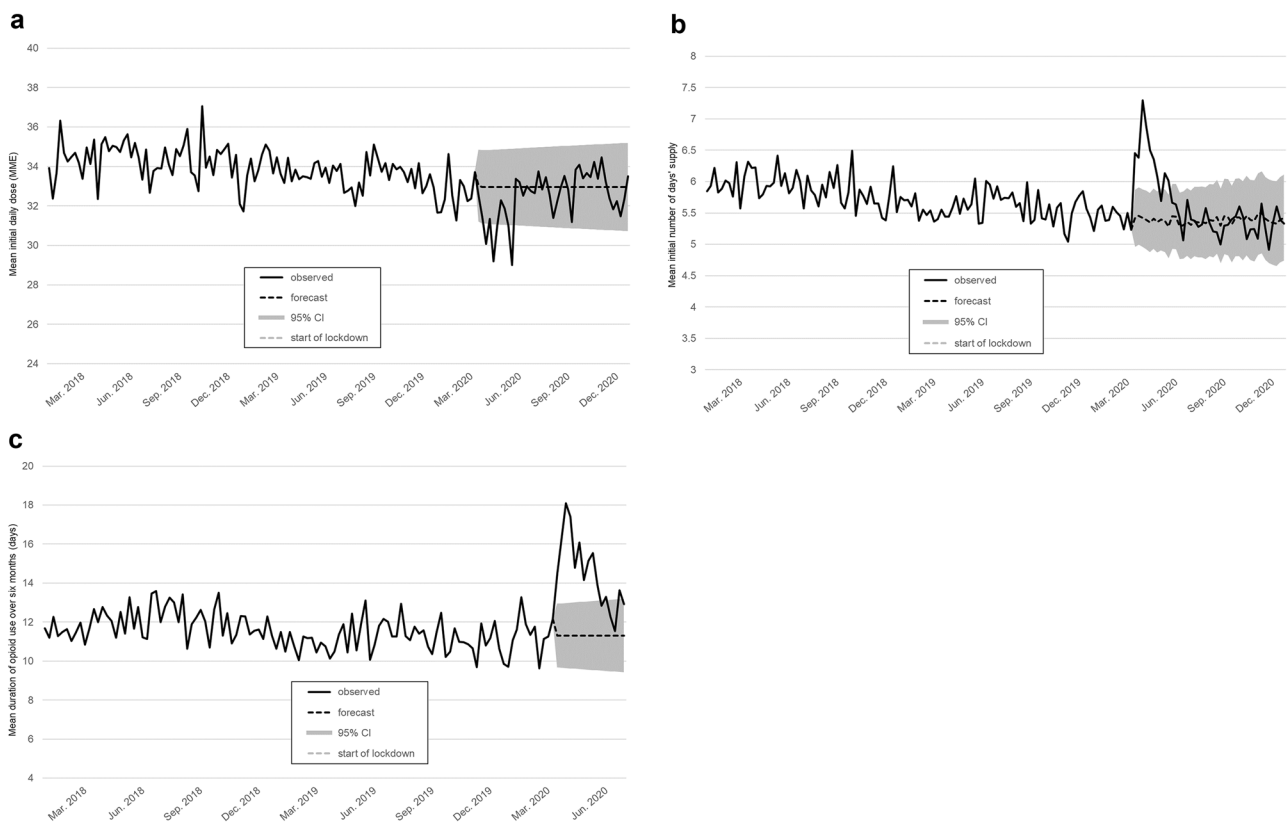 a
Mean initial daily dose (MME)
40
38
36
34
32
30
28
26
24
observed
forecast
95% CI
start of lockdown
Mar. 2018
Jun. 2018
Sep. 2018
Dec. 2018
Mar. 2019
Jun. 2019
Sep. 2019
Dec. 2019
Mar. 2020
Jun. 2020
Sep. 2020
Dec. 2020
b
Mean initial number of days' supply
8
7.5
7
6.5
6
5.5
5
4.5
4
3.5
3
observed
forecast
95% CI
start of lockdown
Mar. 2018
Jun. 2018
Sep. 2018
Dec. 2018
Mar. 2019
Jun. 2019
Sep. 2019
Dec. 2019
Mar. 2020
Jun. 2020
Sep. 2020
Dec. 2020
c
Mean duration of opioid use over six months (days)
20
18
16
14
12
10
8
6
4
observed
forecast
95% CI
start of lockdown
Mar. 2018
Jun. 2018
Sep. 2018
Dec. 2018
Mar. 2019
Jun. 2019
Sep. 2019
Dec. 2019
Mar. 2020
Jun. 2020